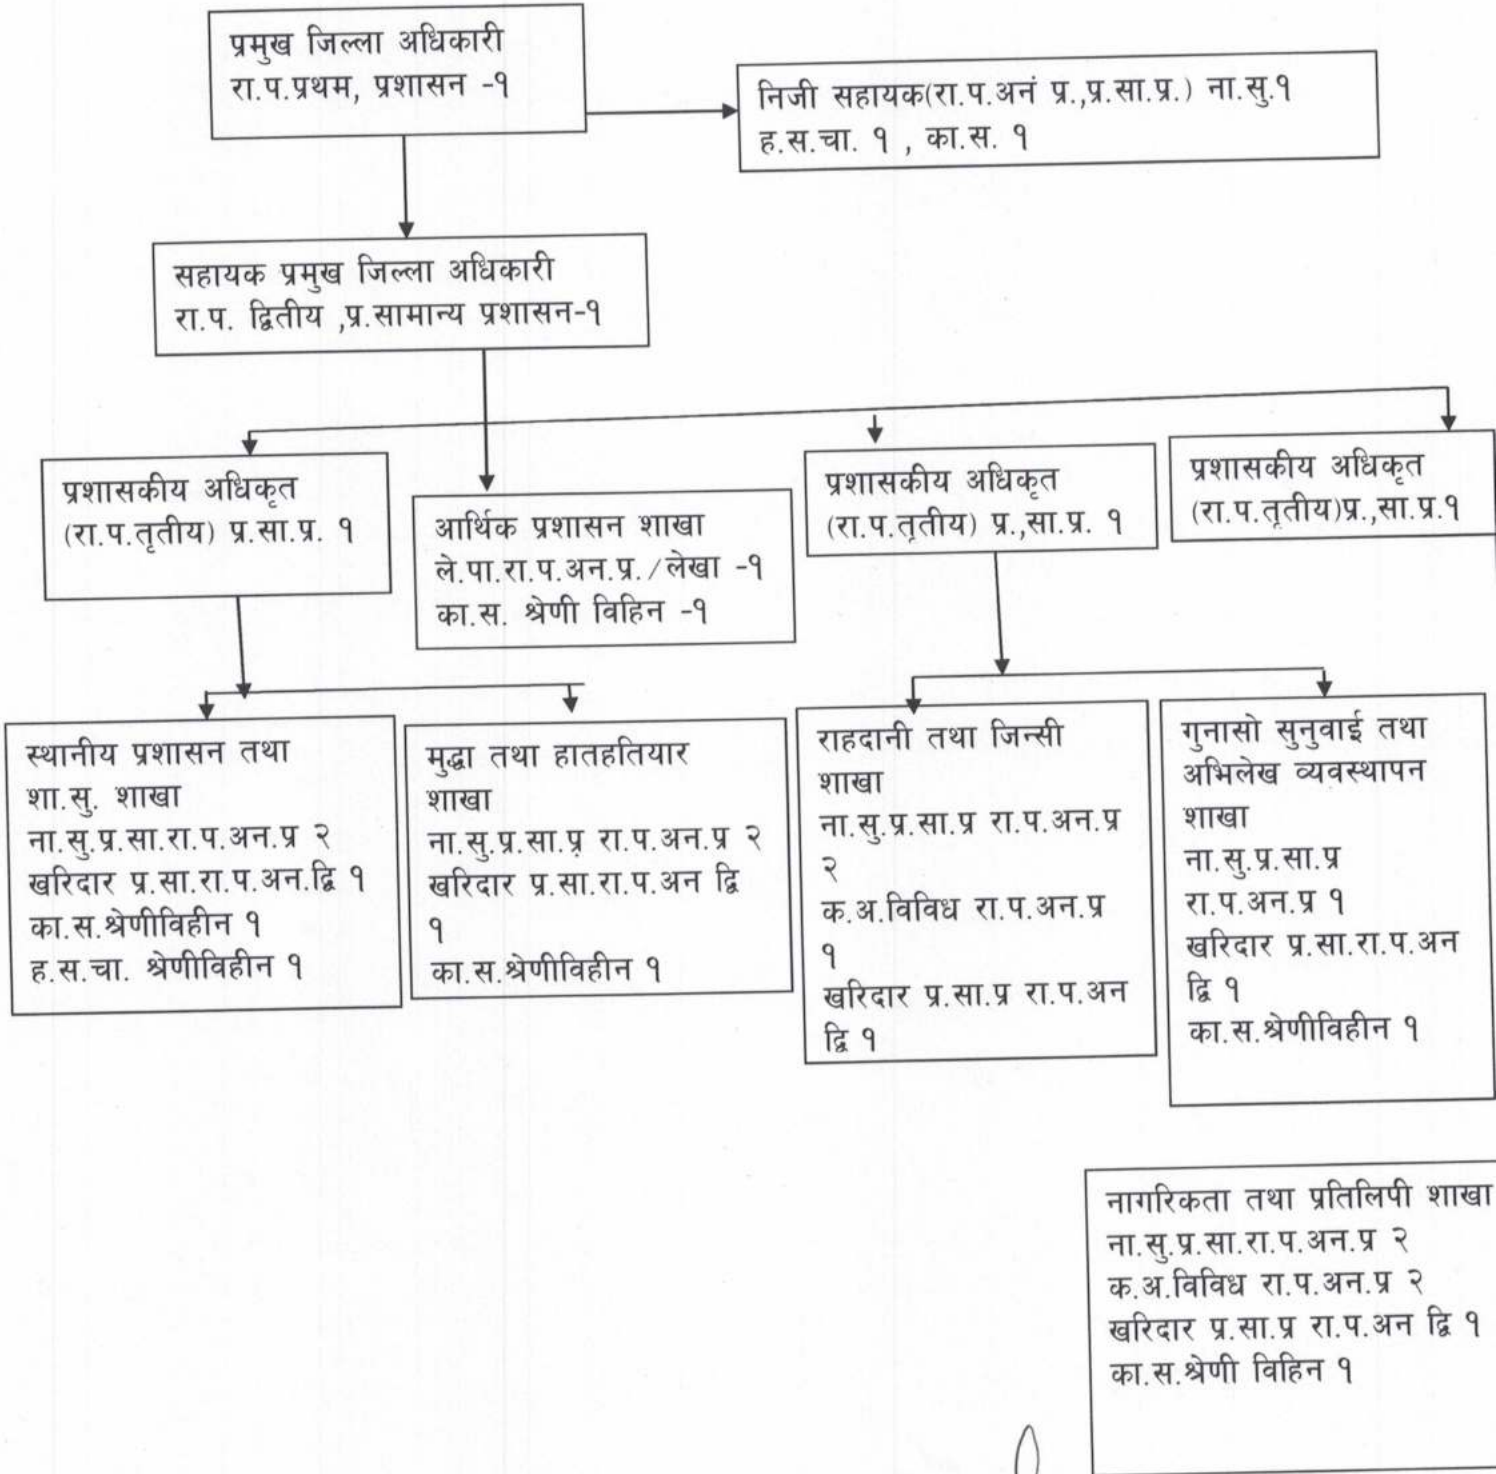 प्रमुख जिल्ला अधिकारी
रा.प.प्रथम, प्रशासन -१
निजी सहायक(रा.प.अनं प्र.,प्र.सा.प्र.) ना.सु.१
ह.स.चा. १ , का.स. १
सहायक प्रमुख जिल्ला अधिकारी
रा.प. द्वितीय ,प्र.सामान्य प्रशासन-१
प्रशासकीय अधिकृत
(रा.प.तृतीय) प्र.सा.प्र. १
आर्थिक प्रशासन शाखा
ले.पा.रा.प.अन.प्र./लेखा -१
का.स. श्रेणी विहिन -१
प्रशासकीय अधिकृत
(रा.प.तृतीय) प्र.,सा.प्र. १
प्रशासकीय अधिकृत
(रा.प.तृतीय)प्र.,सा.प्र.१
स्थानीय प्रशासन तथा
शा.सु. शाखा
ना.सु.प्र.सा.रा.प.अन.प्र २
खरिदार प्र.सा.रा.प.अन.द्वि १
का.स.श्रेणीविहीन १
ह.स.चा. श्रेणीविहीन १
मुद्धा तथा हातहतियार
शाखा
ना.सु.प्र.सा.प्र रा.प.अन.प्र २
खरिदार प्र.सा.रा.प.अन द्वि
१
का.स.श्रेणीविहीन १
राहदानी तथा जिन्सी
शाखा
ना.सु.प्र.सा.प्र रा.प.अन.प्र
२
क.अ.विविध रा.प.अन.प्र
१
खरिदार प्र.सा.प्र रा.प.अन
द्वि १
गुनासो सुनुवाई तथा
अभिलेख व्यवस्थापन
शाखा
ना.सु.प्र.सा.प्र
रा.प.अन.प्र १
खरिदार प्र.सा.रा.प.अन
द्वि १
का.स.श्रेणीविहीन १
नागरिकता तथा प्रतिलिपी शाखा
ना.सु.प्र.सा.रा.प.अन.प्र २
क.अ.विविध रा.प.अन.प्र २
खरिदार प्र.सा.प्र रा.प.अन द्वि १
का.स.श्रेणी विहिन १